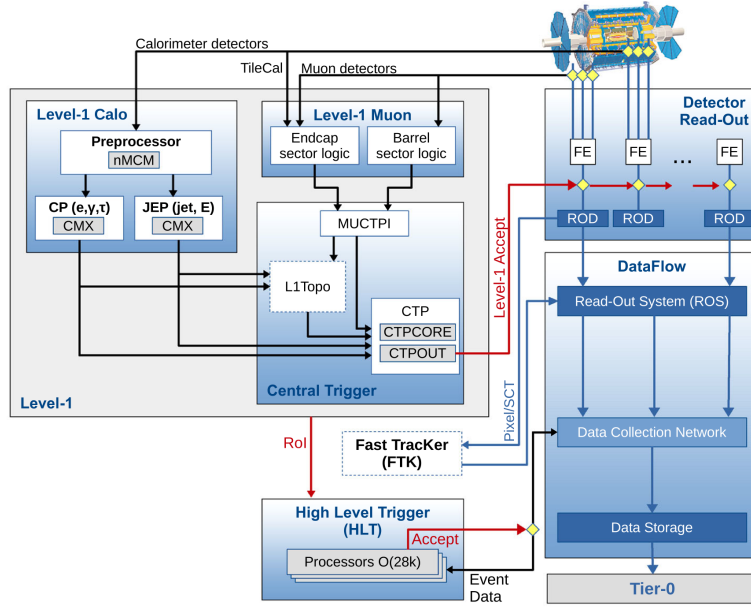 Calorimeter detectors
TileCal
Muon detectors
Level-1 Calo
Preprocessor
nMCM
CP (e,γ,τ)
CMX
JEP (jet, E)
CMX
Level-1 Muon
Endcap
sector logic
Barrel
sector logic
MUCTPI
L1Topo
CTP
CTPCORE
CTPOUT
Central Trigger
Level-1
Level-1 Accept
Detector
Read-Out
FE
FE
...
FE
ROD
ROD
ROD
DataFlow
Read-Out System (ROS)
Pixel/SCT
Data Collection Network
Data Storage
Tier-0
RoI
Fast TracKer
(FTK)
High Level Trigger
(HLT)
Accept
Processors O(28k)
Event
Data